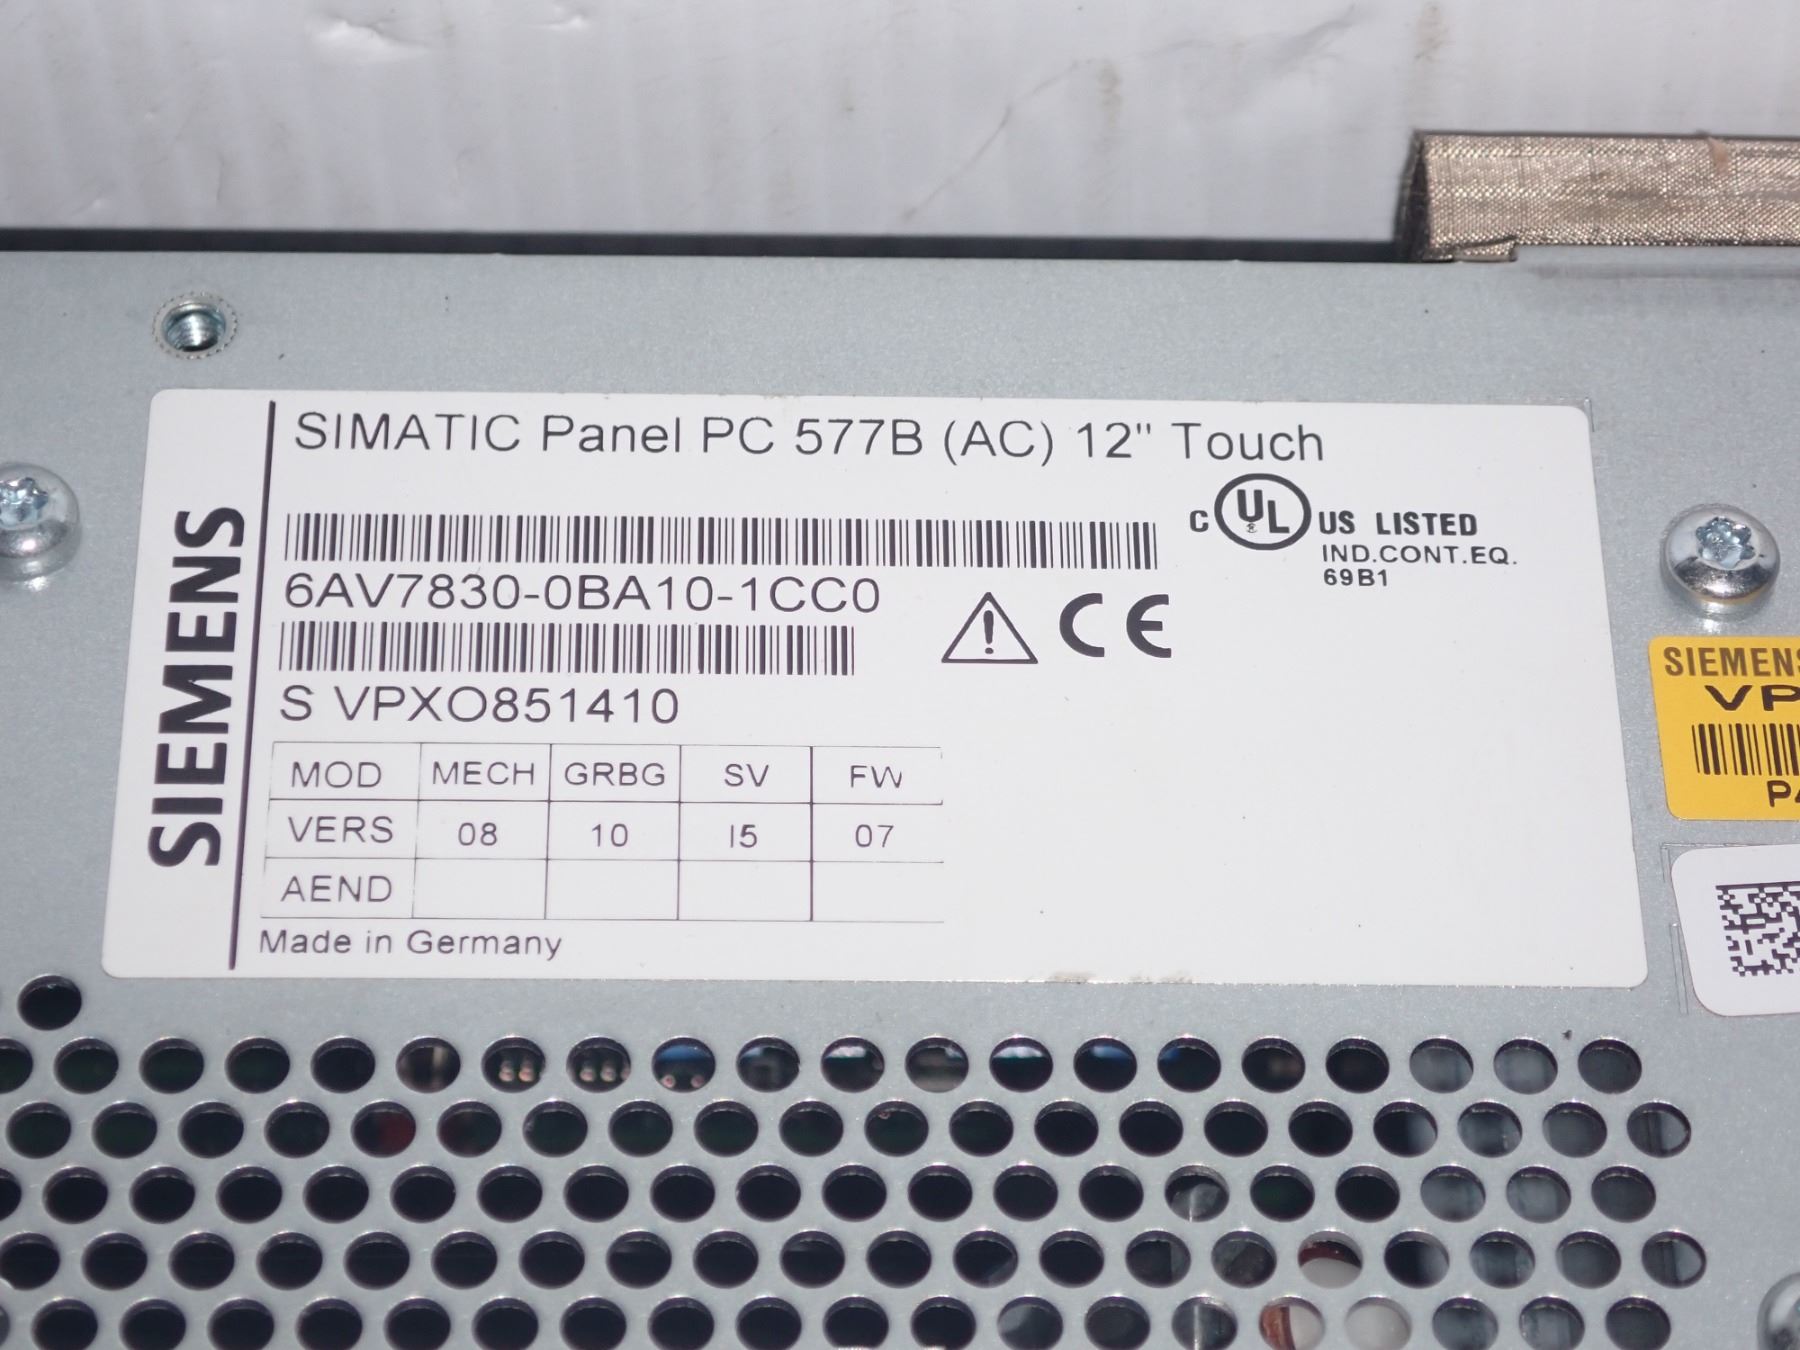 SIMATIC Panel PC 577B (AC) 12" Touch
SIEMENS
C UL ® US LISTED
IND.CONT.EQ.
69B1
6AV7830-0BA10-1CC0
CE
S VPXO851410
MOD MECH GRBG SV FW
VERS 08 10 I5 07
AEND
Made in Germany
SIEMENS
VP